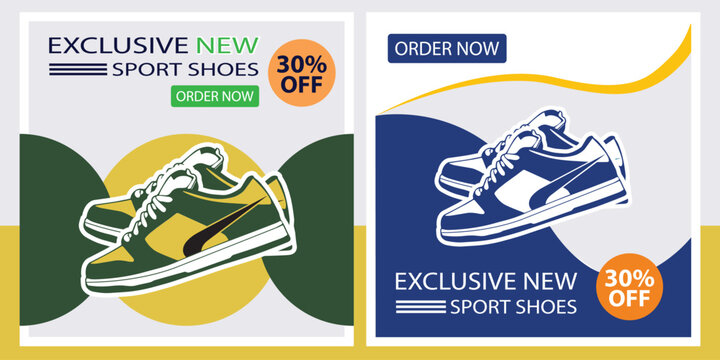 EXCLUSIVE NEW
SPORT SHOES
ORDER NOW
30%
OFF
ORDER NOW
EXCLUSIVE NEW
SPORT SHOES
30%
OFF